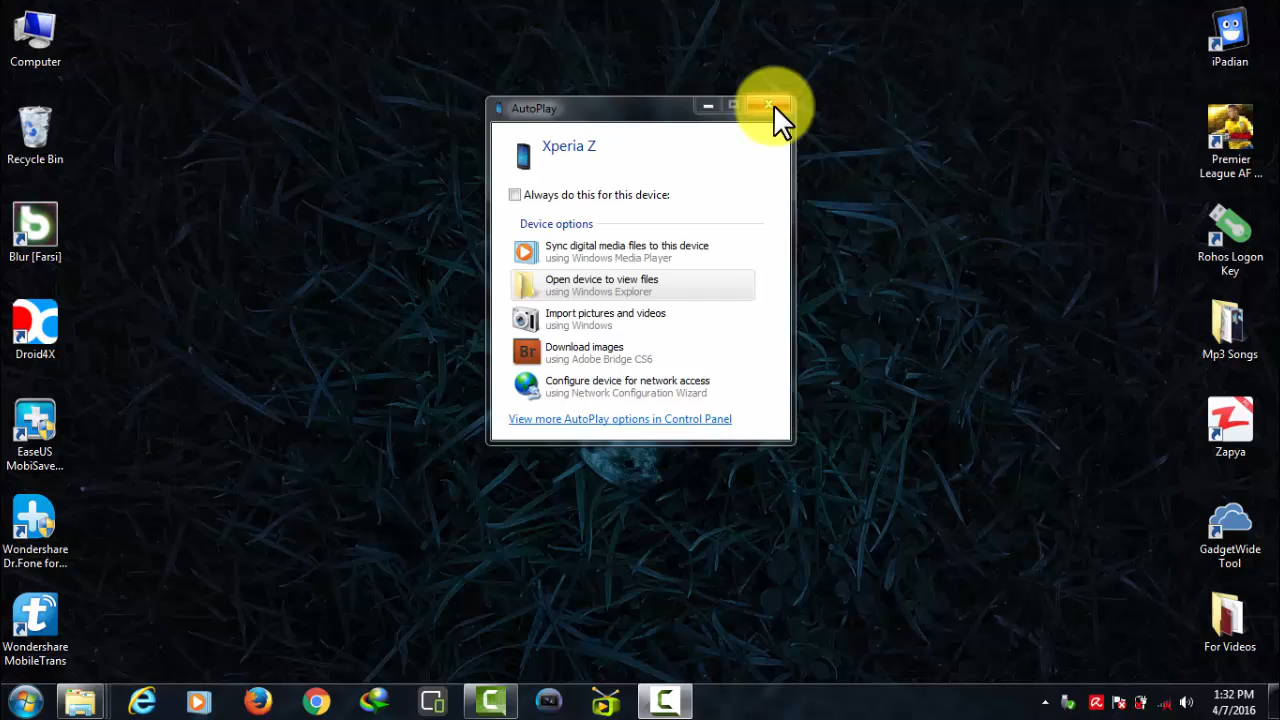 Computer
Recycle Bin
Blur [Farsi]
Droid4X
EaseUS
MobiSave...
Wondershare
Dr.Fone for...
Wondershare
MobileTrans
AutoPlay
Xperia Z
Always do this for this device:
Device options
Sync digital media files to this device
using Windows Media Player
Open device to view files
using Windows Explorer
Import pictures and videos
using Windows
Br
Download images
using Adobe Bridge CS6
Configure device for network access
using Network Configuration Wizard
View more AutoPlay options in Control Panel
iPadian
Premier
League AF ...
Rohos Logon
Key
Mp3 Songs
Zapya
GadgetWide
Tool
For Videos
1:32 PM
4/7/2016